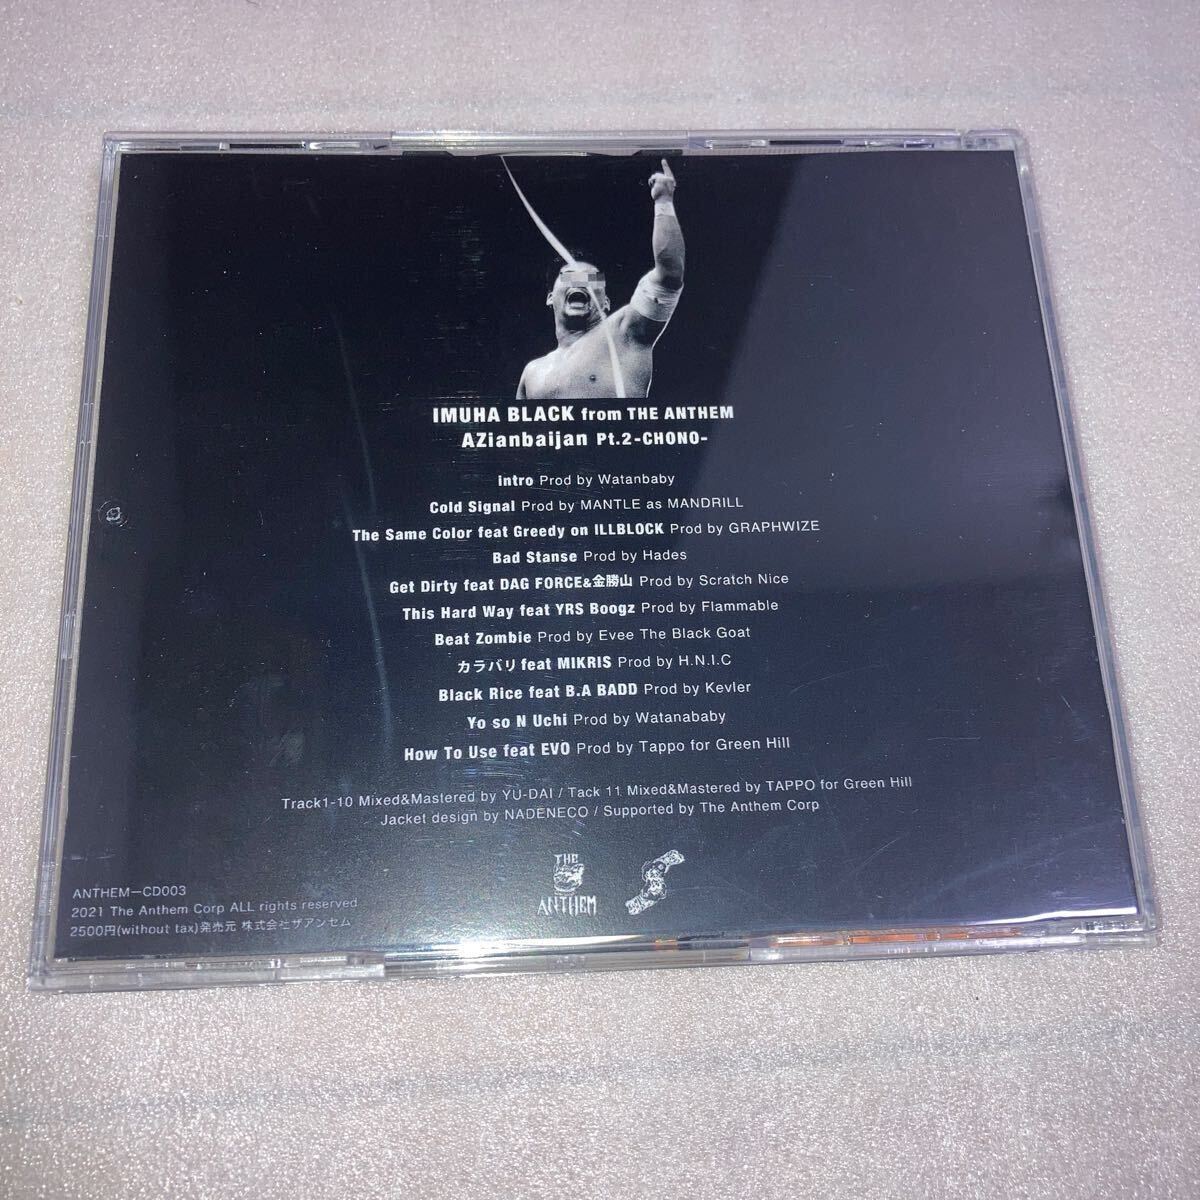 IMUHA BLACK from THE ANTHEM
AZianbaijan Pt.2-CHONO-
intro Prod by Watanbaby
Cold Signal Prod by MANTLE as MANDRILL
The Same Color feat Greedy on ILLBLOCK Prod by GRAPHWIZE
Bad Stanse Prod by Hades
Get Dirty feat DAG FORCE&金勝山 Prod by Scratch Nice
This Hard Way feat YRS Boogz Prod by Flammable
Beat Zombie Prod by Evee The Black Goat
カラバリ feat MIKRIS Prod by H.N.I.C
Black Rice feat B.A BADD Prod by Kevler
Yo so N Uchi Prod by Watanababy
How To Use feat EVO Prod by Tappo for Green Hill
Track1-10 Mixed&Mastered by YU-DAI / Tack 11 Mixed&Mastered by TAPPO for Green Hill
Jacket design by NADENECO / Supported by The Anthem Corp
THE
ANTHEM
ANTHEM—CD003
2021 The Anthem Corp ALL rights reserved
2500円(without tax)発売元 株式会社ザアンセム